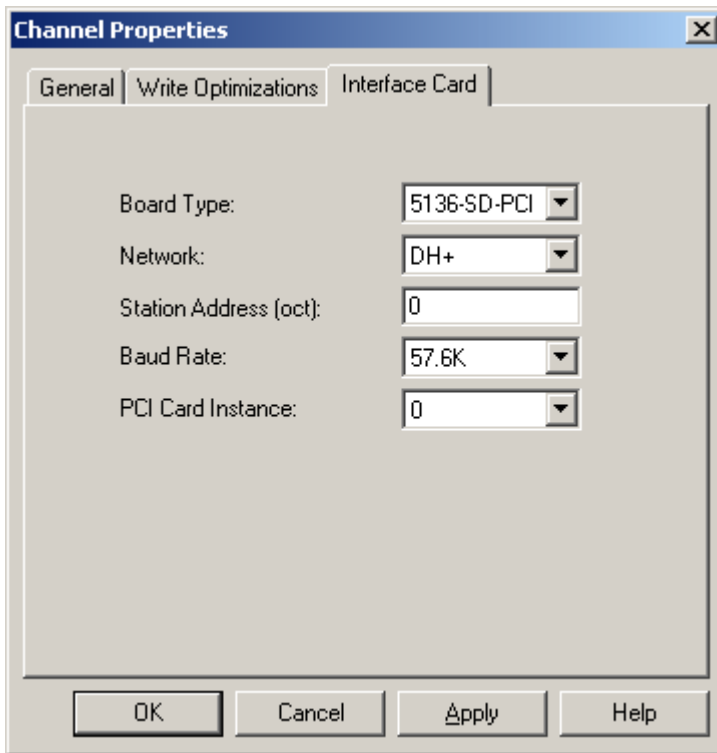 Channel Properties
General Write Optimizations Interface Card
Board Type: 5136-SD-PCI
Network: DH+
Station Address (oct): 0
Baud Rate: 57.6K
PCI Card Instance: 0
OK Cancel Apply Help